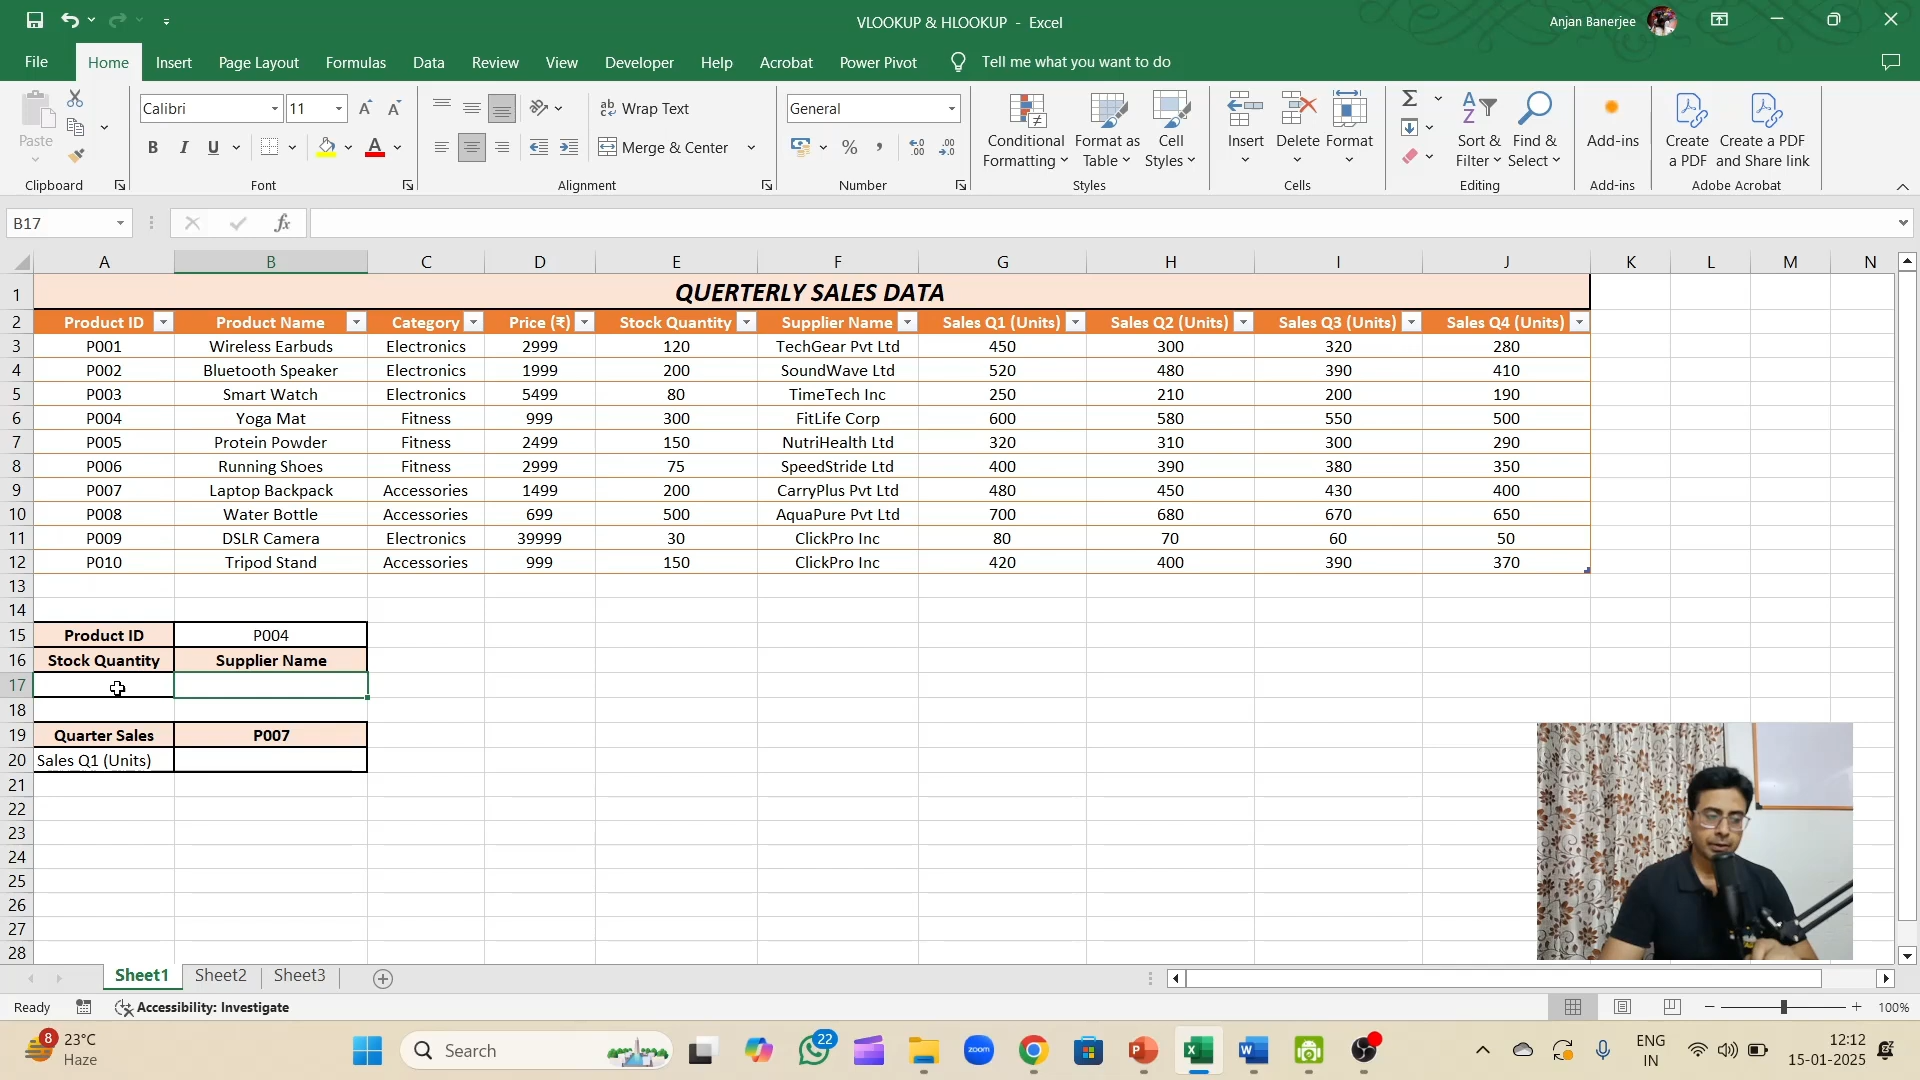 VLOOKUP & HLOOKUP - Excel
Anjan Banerjee
File Home Insert Page Layout Formulas Data Review View Developer Help Acrobat Power Pivot Tell me what you want to do
Paste
Calibri 11
Wrap Text
General
Conditional Formatting
Format as Table
Cell Styles
Insert Delete Format
Sort & Filter
Find & Select
Add-ins
Create a PDF
Create a PDF and Share link
B I U A
Merge & Center
%
Clipboard Font Alignment Number Styles Cells Editing Add-ins Adobe Acrobat
B17 fx
A B C D E F G H I J K L M N
1 QUERTERLY SALES DATA
2 Product ID Product Name Category Price (₹) Stock Quantity Supplier Name Sales Q1 (Units) Sales Q2 (Units) Sales Q3 (Units) Sales Q4 (Units)
3 P001 Wireless Earbuds Electronics 2999 120 TechGear Pvt Ltd 450 300 320 280
4 P002 Bluetooth Speaker Electronics 1999 200 SoundWave Ltd 520 480 390 410
5 P003 Smart Watch Electronics 5499 80 TimeTech Inc 250 210 200 190
6 P004 Yoga Mat Fitness 999 300 FitLife Corp 600 580 550 500
7 P005 Protein Powder Fitness 2499 150 NutriHealth Ltd 320 310 300 290
8 P006 Running Shoes Fitness 2999 75 SpeedStride Ltd 400 390 380 350
9 P007 Laptop Backpack Accessories 1499 200 CarryPlus Pvt Ltd 480 450 430 400
10 P008 Water Bottle Accessories 699 500 AquaPure Pvt Ltd 700 680 670 650
11 P009 DSLR Camera Electronics 39999 30 ClickPro Inc 80 70 60 50
12 P010 Tripod Stand Accessories 999 150 ClickPro Inc 420 400 390 370
13
14
15 Product ID P004
16 Stock Quantity Supplier Name
17
18
19 Quarter Sales P007
20 Sales Q1 (Units)
21
22
23
24
25
26
27
28
Sheet1 Sheet2 Sheet3
Ready Accessibility: Investigate 100%
8 23°C
Haze
Search
22
zoom
ENG
IN
12:12
15-01-2025